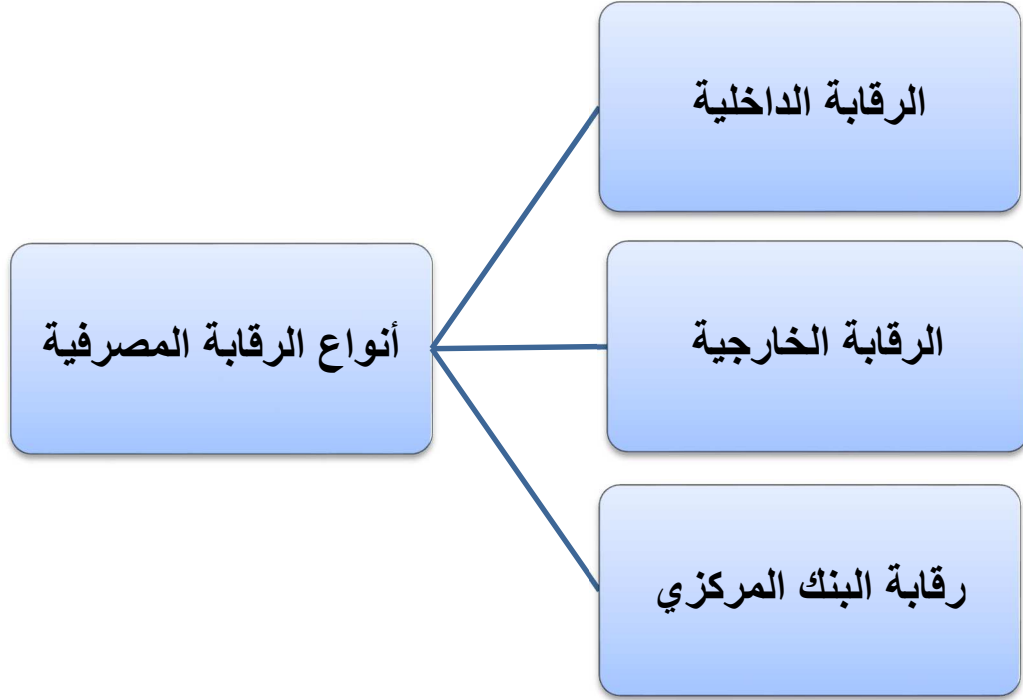 أنواع الرقابة المصرفية
الرقابة الداخلية
الرقابة الخارجية
رقابة البنك المركزي